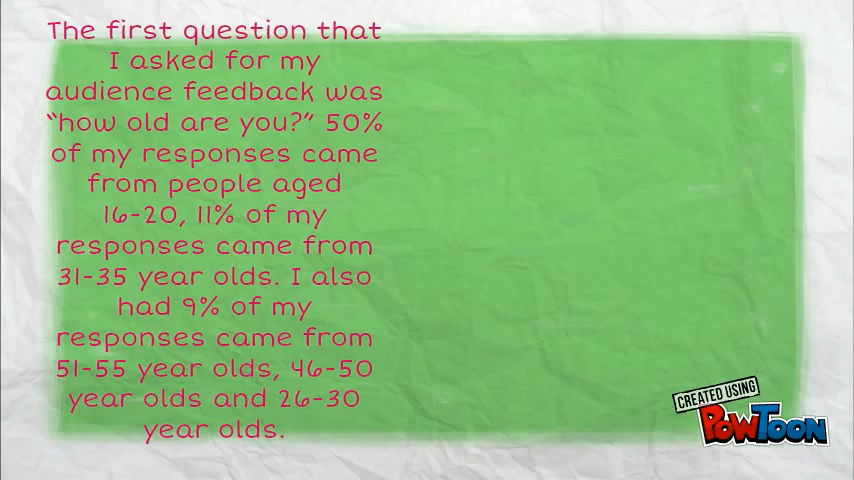 The first question that
I asked for my
audience feedback was
“how old are you?” 50%
of my responses came
from people aged
16-20, 11% of my
responses came from
31-35 year olds. I also
had 9% of my
responses came from
51-55 year olds, 46-50
year olds and 26-30
year olds.
CREATED USING
POWTOON